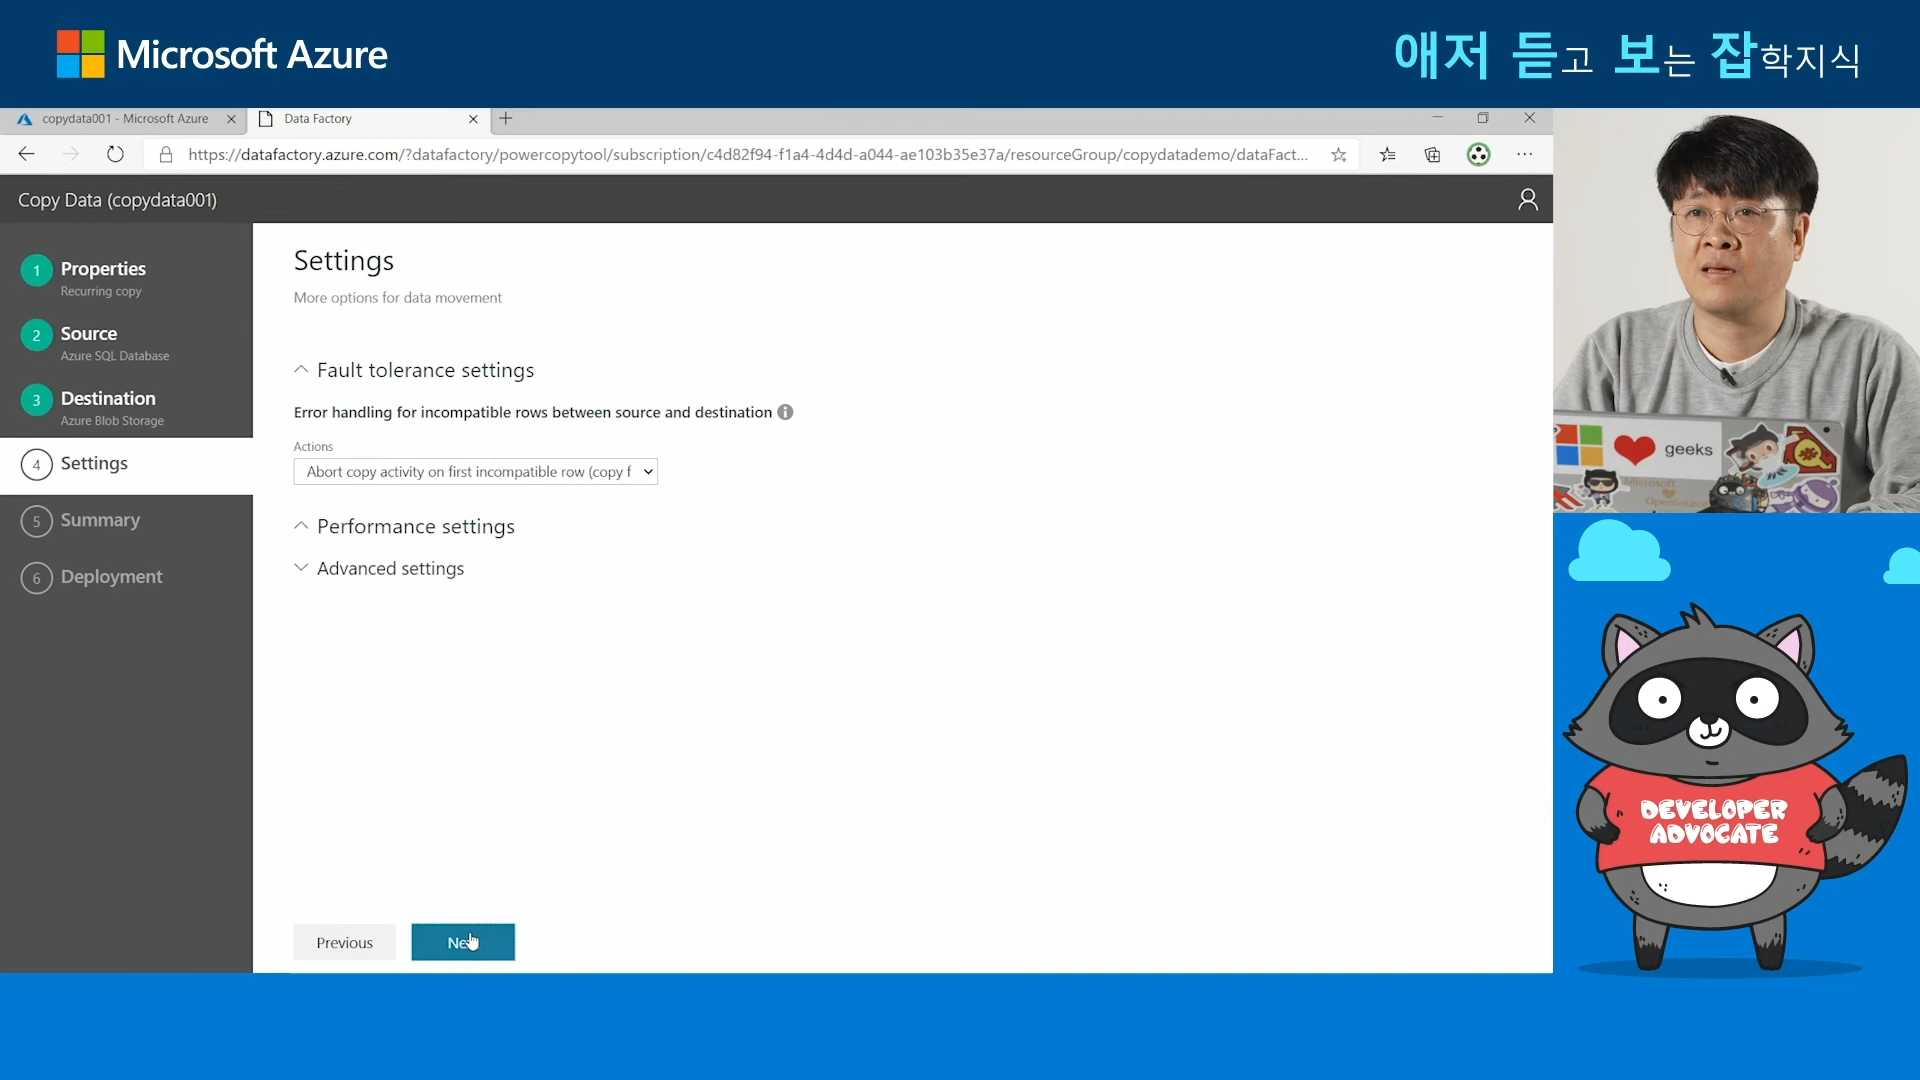 Microsoft Azure
애저 듣고 보는 잡학지식
copydata001 - Microsoft Azure
Data Factory
https://datafactory.azure.com/?datafactory/powercopytool/subscription/c4d82f94-f1a4-4d4d-a044-ae103b35e37a/resourceGroup/copydatademo/dataFact...
Copy Data (copydata001)
1 Properties
Recurring copy
2 Source
Azure SQL Database
3 Destination
Azure Blob Storage
4 Settings
5 Summary
6 Deployment
Settings
More options for data movement
Fault tolerance settings
Error handling for incompatible rows between source and destination
Actions
Abort copy activity on first incompatible row (copy f
Performance settings
Advanced settings
Previous
geeks
Microsoft
OpenSource
DEVELOPER
ADVOCATE